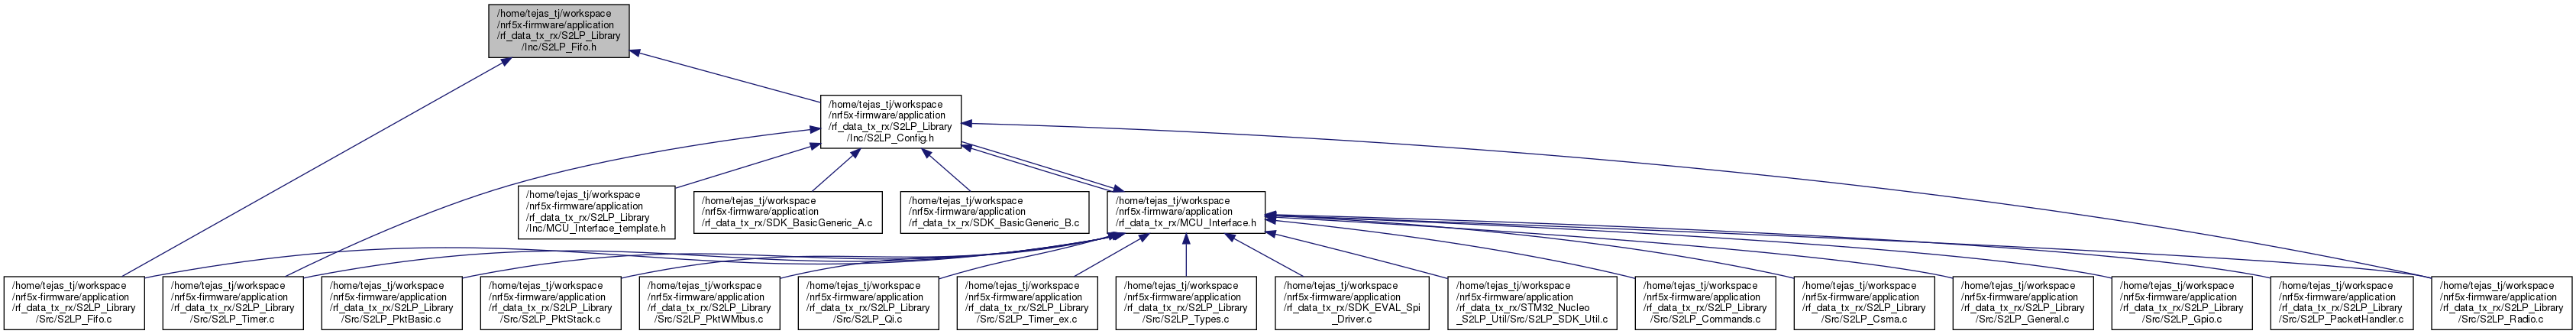 /home/tejas_tj/workspace
/nrf5x-firmware/application
/rf_data_tx_rx/S2LP_Library
/Inc/S2LP_Fifo.h
/home/tejas_tj/workspace
/nrf5x-firmware/application
/rf_data_tx_rx/S2LP_Library
/Inc/S2LP_Config.h
/home/tejas_tj/workspace
/nrf5x-firmware/application
/rf_data_tx_rx/S2LP_Library
/Inc/MCU_Interface_template.h
/home/tejas_tj/workspace
/nrf5x-firmware/application
/rf_data_tx_rx/SDK_BasicGeneric_A.c
/home/tejas_tj/workspace
/nrf5x-firmware/application
/rf_data_tx_rx/SDK_BasicGeneric_B.c
/home/tejas_tj/workspace
/nrf5x-firmware/application
/rf_data_tx_rx/MCU_Interface.h
/home/tejas_tj/workspace
/nrf5x-firmware/application
/rf_data_tx_rx/S2LP_Library
/Src/S2LP_Fifo.c
/home/tejas_tj/workspace
/nrf5x-firmware/application
/rf_data_tx_rx/S2LP_Library
/Src/S2LP_Timer.c
/home/tejas_tj/workspace
/nrf5x-firmware/application
/rf_data_tx_rx/S2LP_Library
/Src/S2LP_PktBasic.c
/home/tejas_tj/workspace
/nrf5x-firmware/application
/rf_data_tx_rx/S2LP_Library
/Src/S2LP_PktStack.c
/home/tejas_tj/workspace
/nrf5x-firmware/application
/rf_data_tx_rx/S2LP_Library
/Src/S2LP_PktWMbus.c
/home/tejas_tj/workspace
/nrf5x-firmware/application
/rf_data_tx_rx/S2LP_Library
/Src/S2LP_Qi.c
/home/tejas_tj/workspace
/nrf5x-firmware/application
/rf_data_tx_rx/S2LP_Library
/Src/S2LP_Timer_ex.c
/home/tejas_tj/workspace
/nrf5x-firmware/application
/rf_data_tx_rx/S2LP_Library
/Src/S2LP_Types.c
/home/tejas_tj/workspace
/nrf5x-firmware/application
/rf_data_tx_rx/SDK_EVAL_Spi
_Driver.c
/home/tejas_tj/workspace
/nrf5x-firmware/application
/rf_data_tx_rx/STM32_Nucleo
_S2LP_Util/Src/S2LP_SDK_Util.c
/home/tejas_tj/workspace
/nrf5x-firmware/application
/rf_data_tx_rx/S2LP_Library
/Src/S2LP_Commands.c
/home/tejas_tj/workspace
/nrf5x-firmware/application
/rf_data_tx_rx/S2LP_Library
/Src/S2LP_Csma.c
/home/tejas_tj/workspace
/nrf5x-firmware/application
/rf_data_tx_rx/S2LP_Library
/Src/S2LP_General.c
/home/tejas_tj/workspace
/nrf5x-firmware/application
/rf_data_tx_rx/S2LP_Library
/Src/S2LP_Gpio.c
/home/tejas_tj/workspace
/nrf5x-firmware/application
/rf_data_tx_rx/S2LP_Library
/Src/S2LP_PacketHandler.c
/home/tejas_tj/workspace
/nrf5x-firmware/application
/rf_data_tx_rx/S2LP_Library
/Src/S2LP_Radio.c